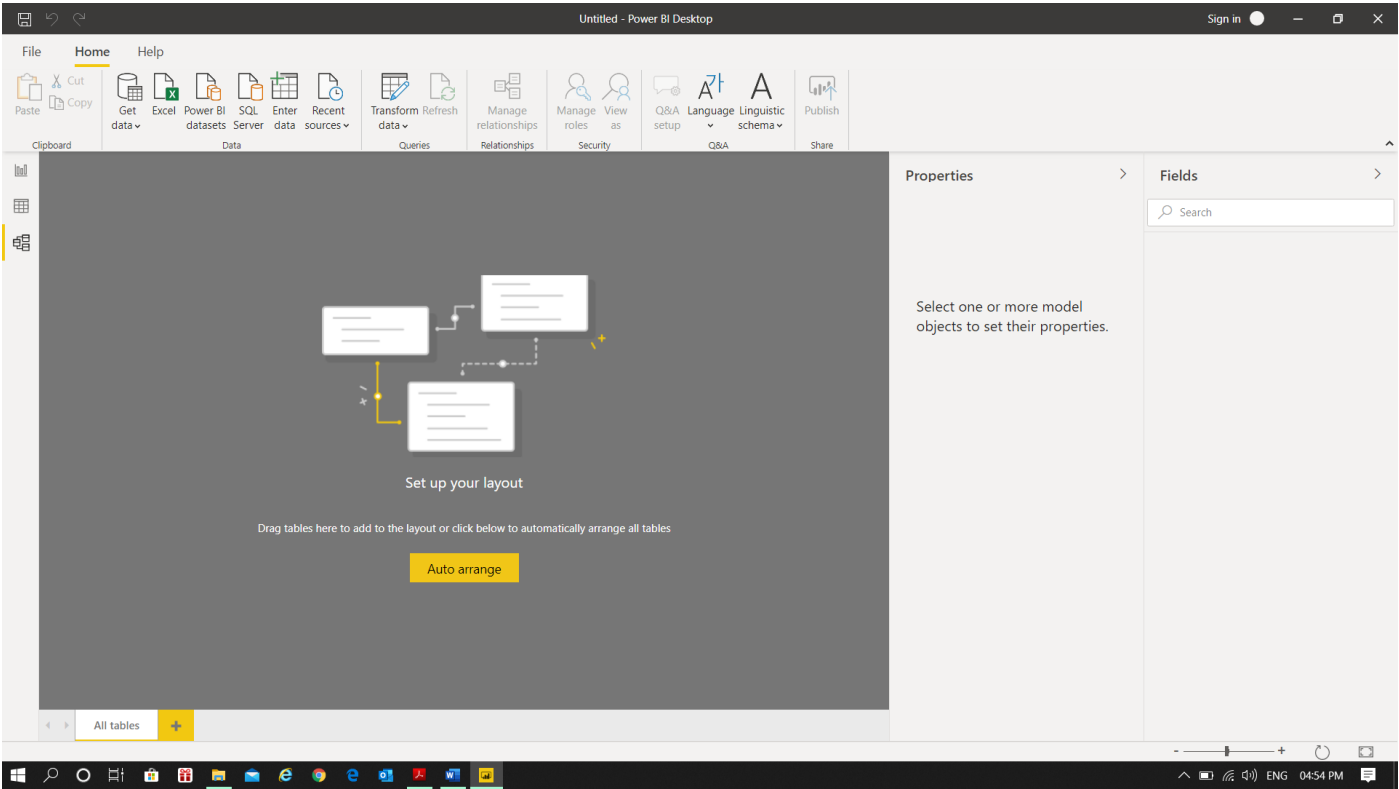 Untitled - Power BI Desktop
Sign in
File Home Help
Paste
Cut
Copy
Clipboard
Get data
Excel
Power BI datasets
SQL Server
Enter data
Recent sources
Data
Transform data
Refresh
Queries
Manage relationships
Relationships
Manage roles
View as
Security
Q&A setup
Language
Linguistic schema
Q&A
Publish
Share
Properties
Select one or more model
objects to set their properties.
Fields
Search
Set up your layout
Drag tables here to add to the layout or click below to automatically arrange all tables
Auto arrange
All tables
ENG 04:54 PM